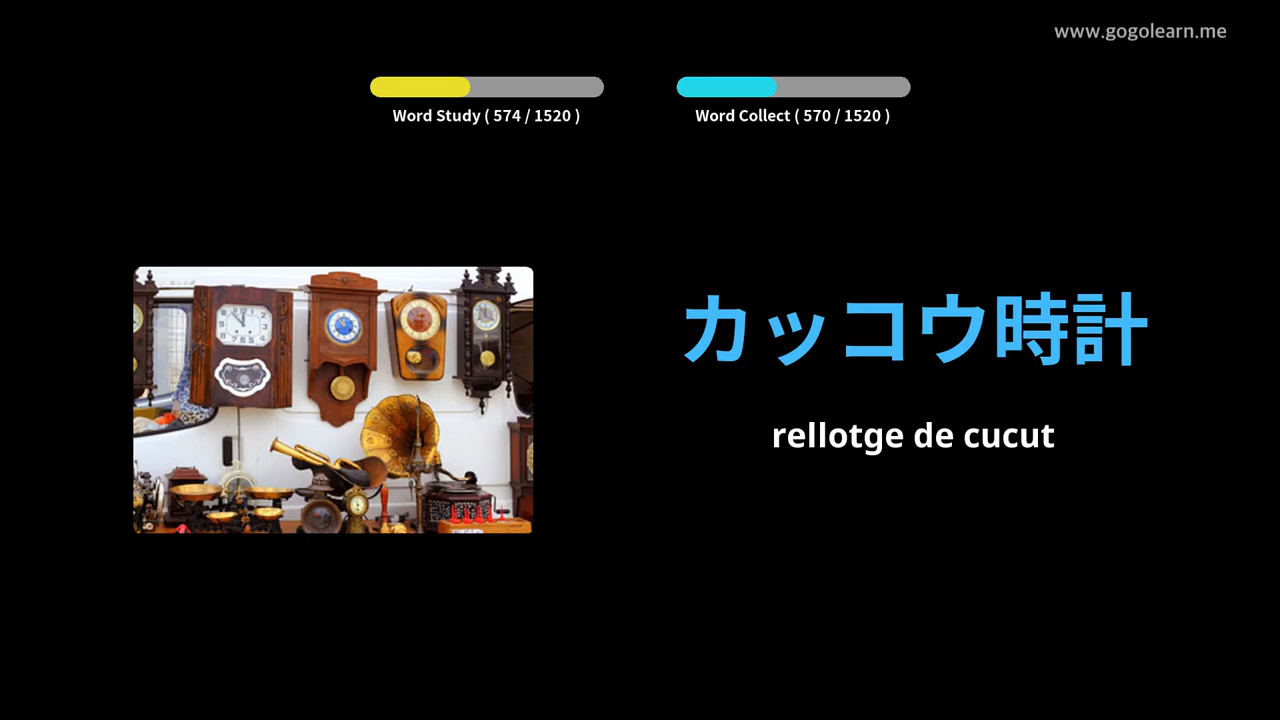 www.gogolearn.me
Word Study ( 574 / 1520 )
Word Collect ( 570 / 1520 )
カッコウ時計
rellotge de cucut